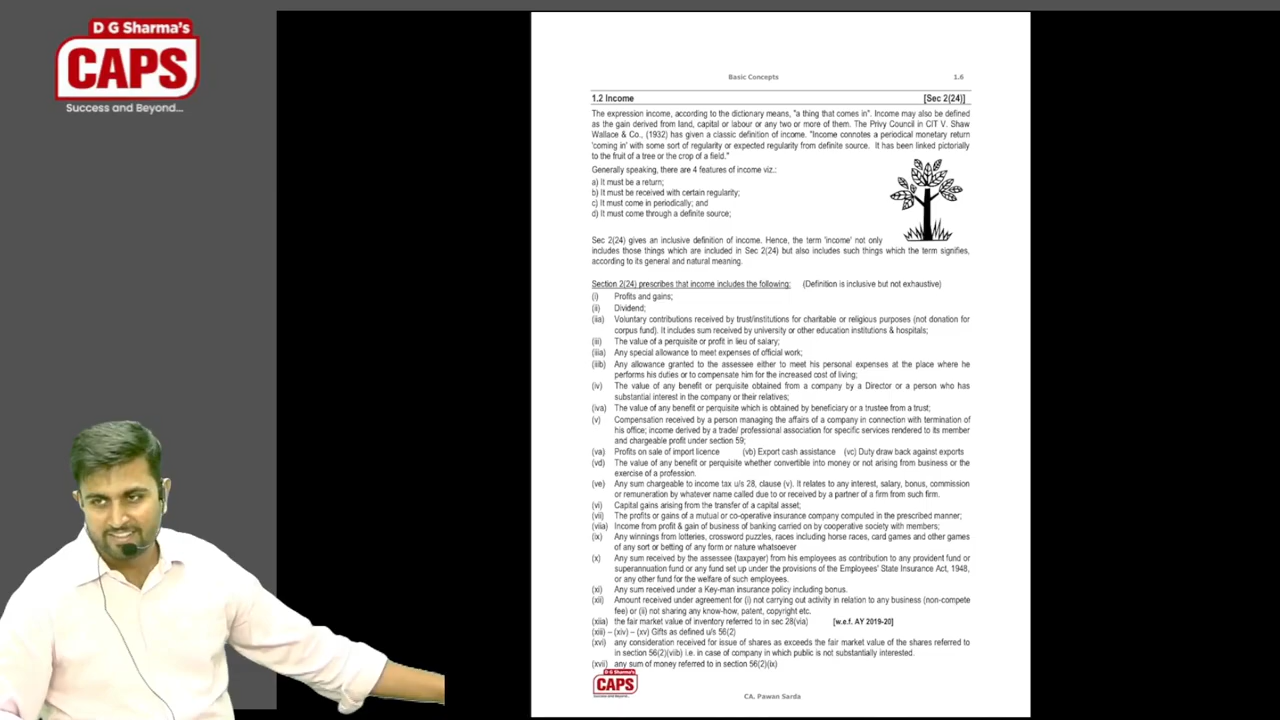 D G Sharma's
CAPS
Success and Beyond...
Basic Concepts 1.6
1.2 Income [Sec 2(24)]
The expression income, according to the dictionary means, "a thing that comes in". Income may also be defined
as the gain derived from land, capital or labour or any two or more of them. The Privy Council in CIT V. Shaw
Wallace & Co., (1932) has given a classic definition of income. "Income connotes a periodical monetary return
'coming in' with some sort of regularity or expected regularity from definite source. It has been linked pictorially
to the fruit of a tree or the crop of a field."
Generally speaking, there are 4 features of income viz.:
a) It must be a return;
b) It must be received with certain regularity;
c) It must come in periodically; and
d) It must come through a definite source;
Sec 2(24) gives an inclusive definition of income. Hence, the term 'income' not only
includes those things which are included in Sec 2(24) but also includes such things which the term signifies,
according to its general and natural meaning.
Section 2(24) prescribes that income includes the following: (Definition is inclusive but not exhaustive)
(i) Profits and gains;
(ii) Dividend;
(iia) Voluntary contributions received by trust/institutions for charitable or religious purposes (not donation for
corpus fund). It includes sum received by university or other education institutions & hospitals;
(iii) The value of a perquisite or profit in lieu of salary;
(iiia) Any special allowance to meet expenses of official work;
(iiib) Any allowance granted to the assessee either to meet his personal expenses at the place where he
performs his duties or to compensate him for the increased cost of living;
(iv) The value of any benefit or perquisite obtained from a company by a Director or a person who has
substantial interest in the company or their relatives;
(iva) The value of any benefit or perquisite which is obtained by beneficiary or a trustee from a trust;
(v) Compensation received by a person managing the affairs of a company in connection with termination of
his office; income derived by a trade/ professional association for specific services rendered to its member
and chargeable profit under section 59;
(va) Profits on sale of import licence (vb) Export cash assistance (vc) Duty draw back against exports
(vd) The value of any benefit or perquisite whether convertible into money or not arising from business or the
exercise of a profession.
(ve) Any sum chargeable to income tax u/s 28, clause (v). It relates to any interest, salary, bonus, commission
or remuneration by whatever name called due to or received by a partner of a firm from such firm.
(vi) Capital gains arising from the transfer of a capital asset;
(vii) The profits or gains of a mutual or co-operative insurance company computed in the prescribed manner;
(viia) Income from profit & gain of business of banking carried on by cooperative society with members;
(ix) Any winnings from lotteries, crossword puzzles, races including horse races, card games and other games
of any sort or betting of any form or nature whatsoever
(x) Any sum received by the assessee (taxpayer) from his employees as contribution to any provident fund or
superannuation fund or any fund set up under the provisions of the Employees' State Insurance Act, 1948,
or any other fund for the welfare of such employees.
(xi) Any sum received under a Key-man insurance policy including bonus.
(xii) Amount received under agreement for (i) not carrying out activity in relation to any business (non-compete
fee) or (ii) not sharing any know-how, patent, copyright etc.
(xiia) the fair market value of inventory referred to in sec 28(via) [w.e.f. AY 2019-20]
(xiii) – (xiv) – (xv) Gifts as defined u/s 56(2)
(xvi) any consideration received for issue of shares as exceeds the fair market value of the shares referred to
in section 56(2)(viib) i.e. in case of company in which public is not substantially interested.
(xvii) any sum of money referred to in section 56(2)(ix)
D G Sharma's
CAPS
Success and Beyond...
CA. Pawan Sarda